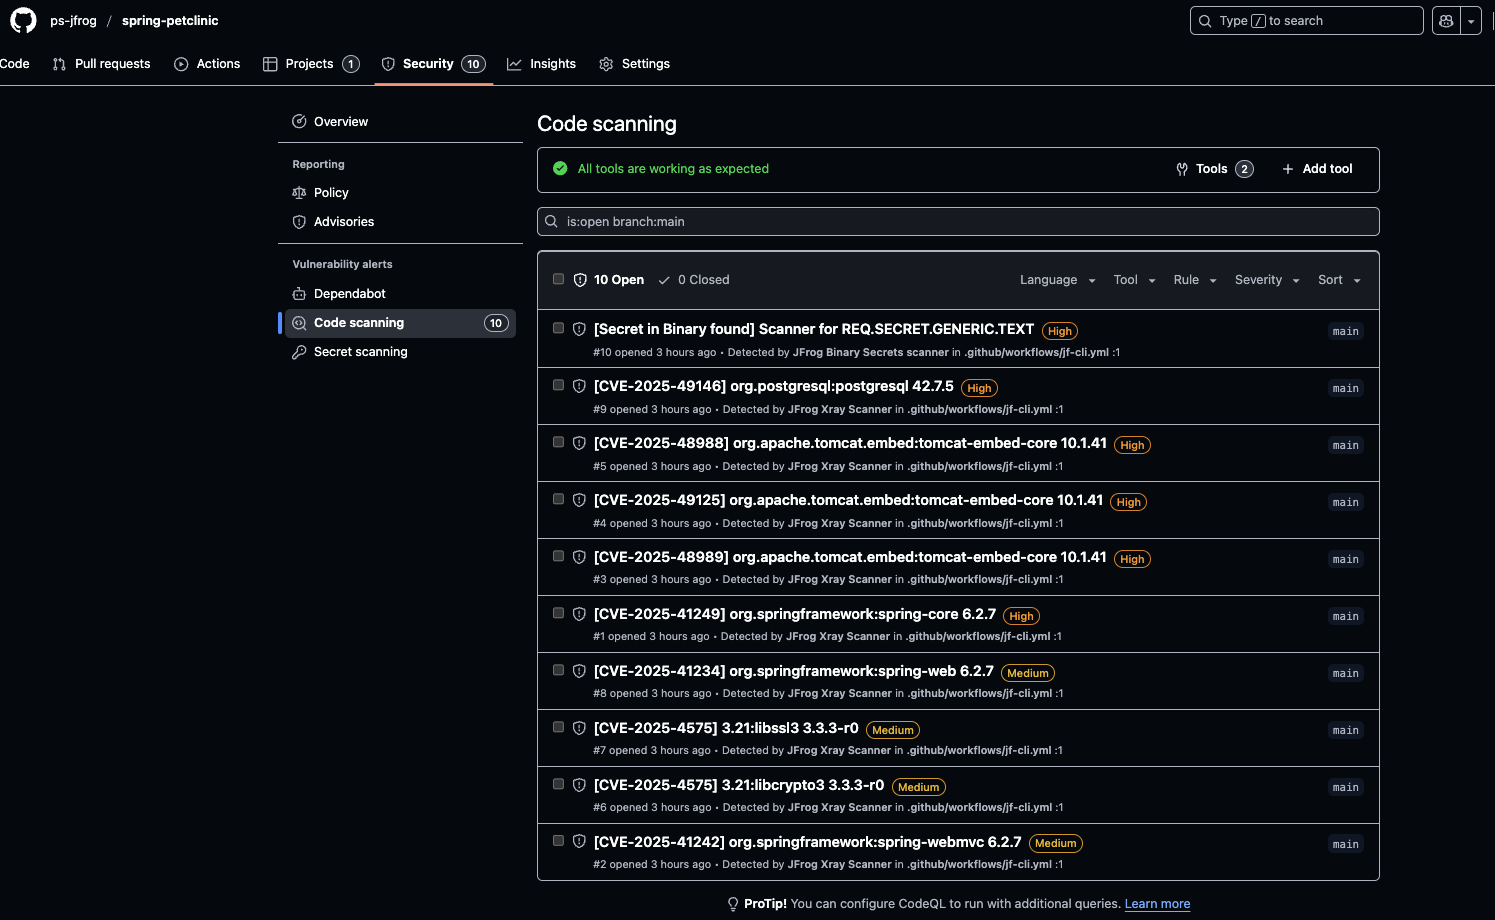 ps-jfrog / spring-petclinic
Type / to search
Code
Pull requests
Actions
Projects 1
Security 10
Insights
Settings
Overview
Reporting
Policy
Advisories
Vulnerability alerts
Dependabot
Code scanning 10
Secret scanning
Code scanning
All tools are working as expected
Tools 2
Add tool
is:open branch:main
10 Open
0 Closed
Language
Tool
Rule
Severity
Sort
[Secret in Binary found] Scanner for REQ.SECRET.GENERIC.TEXT High main
#10 opened 3 hours ago • Detected by JFrog Binary Secrets scanner in .github/workflows/jf-cli.yml :1
[CVE-2025-49146] org.postgresql:postgresql 42.7.5 High main
#9 opened 3 hours ago • Detected by JFrog Xray Scanner in .github/workflows/jf-cli.yml :1
[CVE-2025-48988] org.apache.tomcat.embed:tomcat-embed-core 10.1.41 High main
#5 opened 3 hours ago • Detected by JFrog Xray Scanner in .github/workflows/jf-cli.yml :1
[CVE-2025-49125] org.apache.tomcat.embed:tomcat-embed-core 10.1.41 High main
#4 opened 3 hours ago • Detected by JFrog Xray Scanner in .github/workflows/jf-cli.yml :1
[CVE-2025-48989] org.apache.tomcat.embed:tomcat-embed-core 10.1.41 High main
#3 opened 3 hours ago • Detected by JFrog Xray Scanner in .github/workflows/jf-cli.yml :1
[CVE-2025-41249] org.springframework:spring-core 6.2.7 High main
#1 opened 3 hours ago • Detected by JFrog Xray Scanner in .github/workflows/jf-cli.yml :1
[CVE-2025-41234] org.springframework:spring-web 6.2.7 Medium main
#8 opened 3 hours ago • Detected by JFrog Xray Scanner in .github/workflows/jf-cli.yml :1
[CVE-2025-4575] 3.21:libssl3 3.3.3-r0 Medium main
#7 opened 3 hours ago • Detected by JFrog Xray Scanner in .github/workflows/jf-cli.yml :1
[CVE-2025-4575] 3.21:libcrypto3 3.3.3-r0 Medium main
#6 opened 3 hours ago • Detected by JFrog Xray Scanner in .github/workflows/jf-cli.yml :1
[CVE-2025-41242] org.springframework:spring-webmvc 6.2.7 Medium main
#2 opened 3 hours ago • Detected by JFrog Xray Scanner in .github/workflows/jf-cli.yml :1
ProTip! You can configure CodeQL to run with additional queries. Learn more